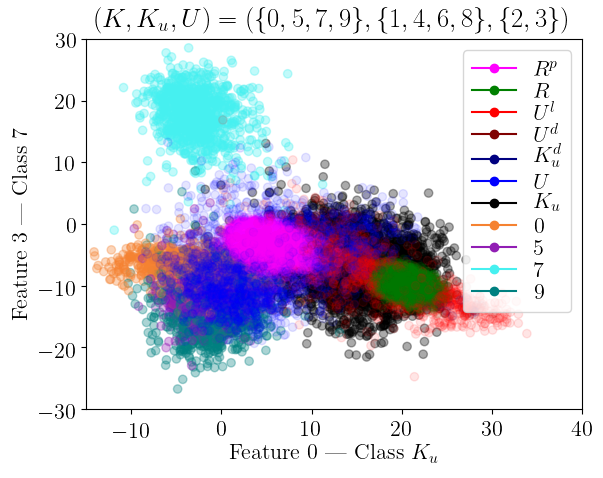 (K, K_u, U) = ({0, 5, 7, 9}, {1, 4, 6, 8}, {2, 3})
30
20
10
0
−10
−20
−30
Feature 3 — Class 7
R^p
R
U^l
U^d
K_u^d
U
K_u
0
5
7
9
−10
0
10
20
30
40
Feature 0 — Class K_u